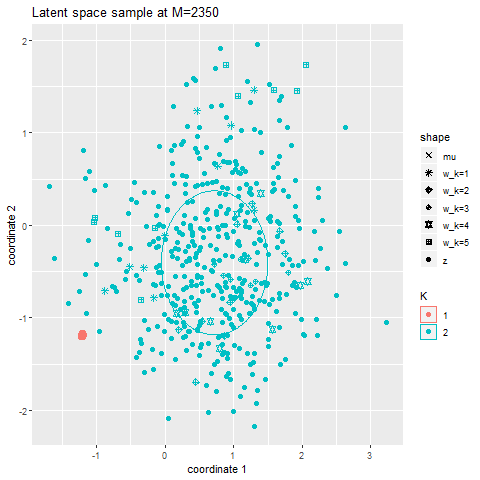 Latent space sample at M=2350
2
1
0
-1
-2
coordinate 2
-1
0
1
2
3
coordinate 1
shape
mu
w_k=1
w_k=2
w_k=3
w_k=4
w_k=5
z
K
1
2